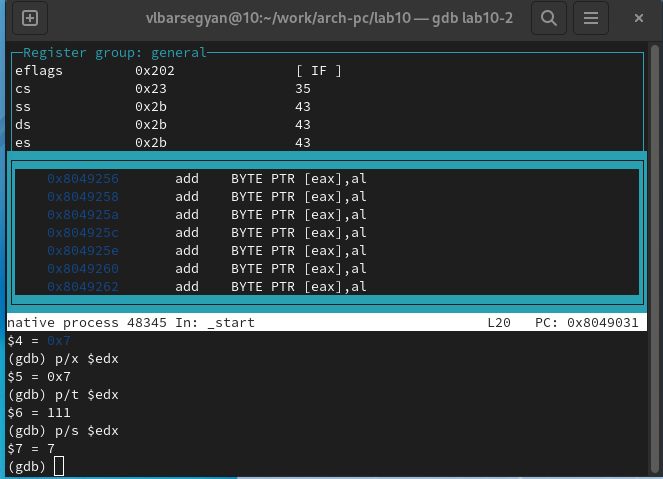 vlbarsegyan@10:~/work/arch-pc/lab10 — gdb lab10-2
Register group: general
eflags 0x202 [ IF ]
cs 0x23 35
ss 0x2b 43
ds 0x2b 43
es 0x2b 43
0x8049256 add BYTE PTR [eax],al
0x8049258 add BYTE PTR [eax],al
0x804925a add BYTE PTR [eax],al
0x804925c add BYTE PTR [eax],al
0x804925e add BYTE PTR [eax],al
0x8049260 add BYTE PTR [eax],al
0x8049262 add BYTE PTR [eax],al
native process 48345 In: _start L20 PC: 0x8049031
$4 = 0x7
(gdb) p/x $edx
$5 = 0x7
(gdb) p/t $edx
$6 = 111
(gdb) p/s $edx
$7 = 7
(gdb)